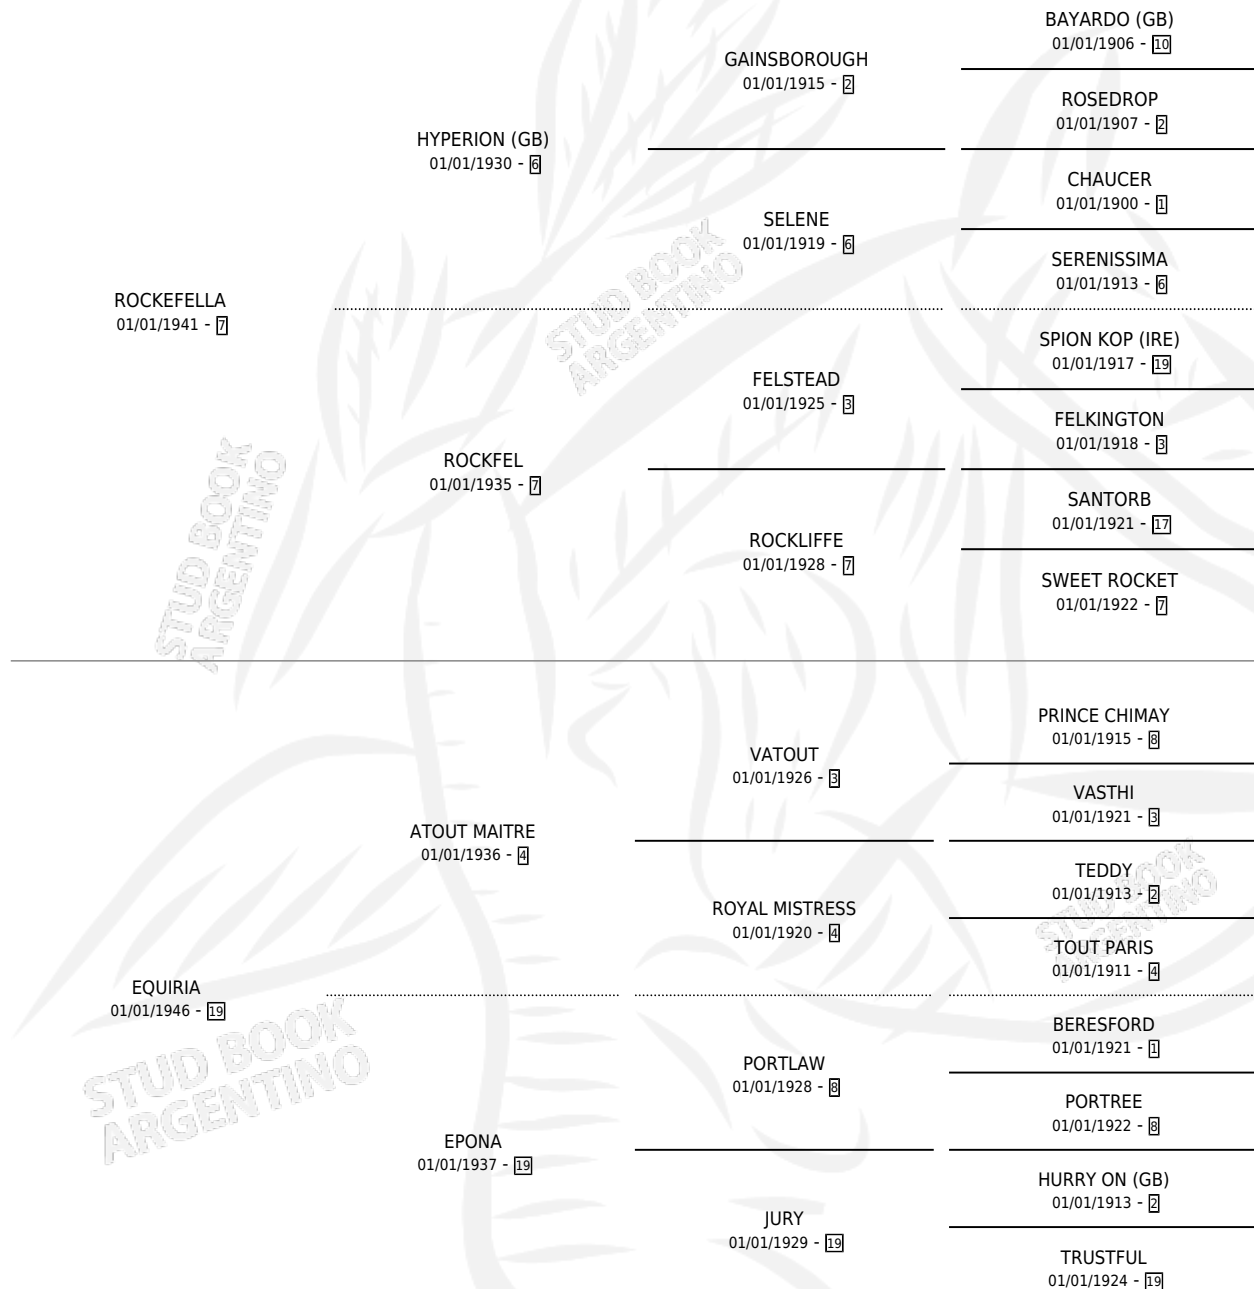 BAYARDO (GB)
01/01/1906 - 10
GAINSBOROUGH
01/01/1915 - 2
ROSEDROP
01/01/1907 - 2
HYPERION (GB)
01/01/1930 - 6
CHAUCER
01/01/1900 - 1
SELENE
01/01/1919 - 6
SERENISSIMA
01/01/1913 - 6
ROCKEFELLA
01/01/1941 - 7
SPION KOP (IRE)
01/01/1917 - 19
FELSTEAD
01/01/1925 - 3
FELKINGTON
01/01/1918 - 3
ROCKFEL
01/01/1935 - 7
SANTORB
01/01/1921 - 17
ROCKLIFFE
01/01/1928 - 7
SWEET ROCKET
01/01/1922 - 7
PRINCE CHIMAY
01/01/1915 - 8
VATOUT
01/01/1926 - 3
VASTHI
01/01/1921 - 3
ATOUT MAITRE
01/01/1936 - 4
TEDDY
01/01/1913 - 2
ROYAL MISTRESS
01/01/1920 - 4
TOUT PARIS
01/01/1911 - 4
EQUIRIA
01/01/1946 - 19
BERESFORD
01/01/1921 - 1
PORTLAW
01/01/1928 - 8
PORTREE
01/01/1922 - 8
EPONA
01/01/1937 - 19
HURRY ON (GB)
01/01/1913 - 2
JURY
01/01/1929 - 19
TRUSTFUL
01/01/1924 - 19
STUD BOOK
ARGENTINO
STUD BOOK
ARGENTINO
STUD BOOK
ARGENTINO
STUD BOOK
ARGENTINO